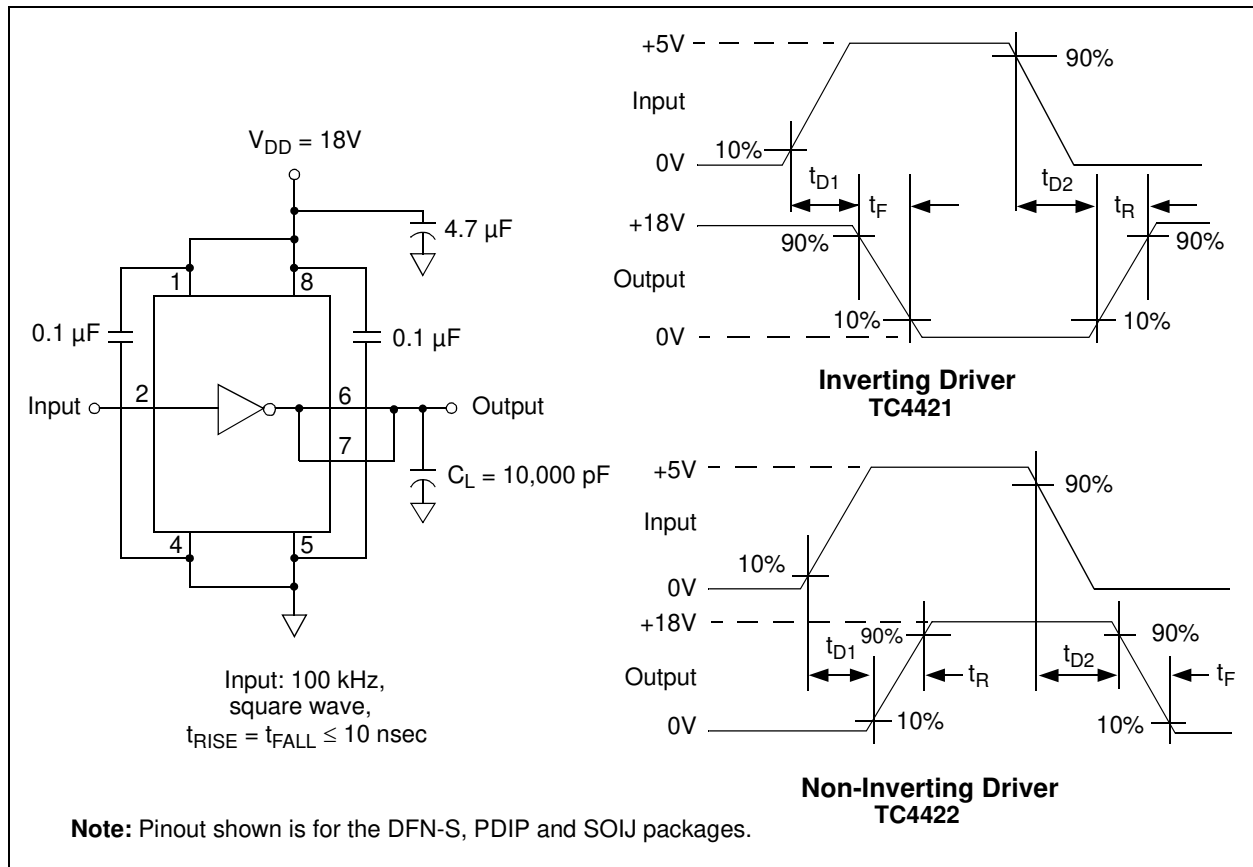 V_DD = 18V
4.7 µF
1
8
0.1 µF
0.1 µF
Input
2
6
Output
7
C_L = 10,000 pF
4
5
Input: 100 kHz,
square wave,
t_RISE = t_FALL ≤ 10 nsec
+5V
90%
Input
10%
0V
t_D1
t_D2
t_F
t_R
+18V
90%
90%
Output
10%
10%
0V
Inverting Driver
TC4421
+5V
90%
Input
10%
0V
+18V
90%
90%
t_D1
t_D2
t_R
t_F
Output
10%
10%
0V
Non-Inverting Driver
TC4422
Note: Pinout shown is for the DFN-S, PDIP and SOIJ packages.